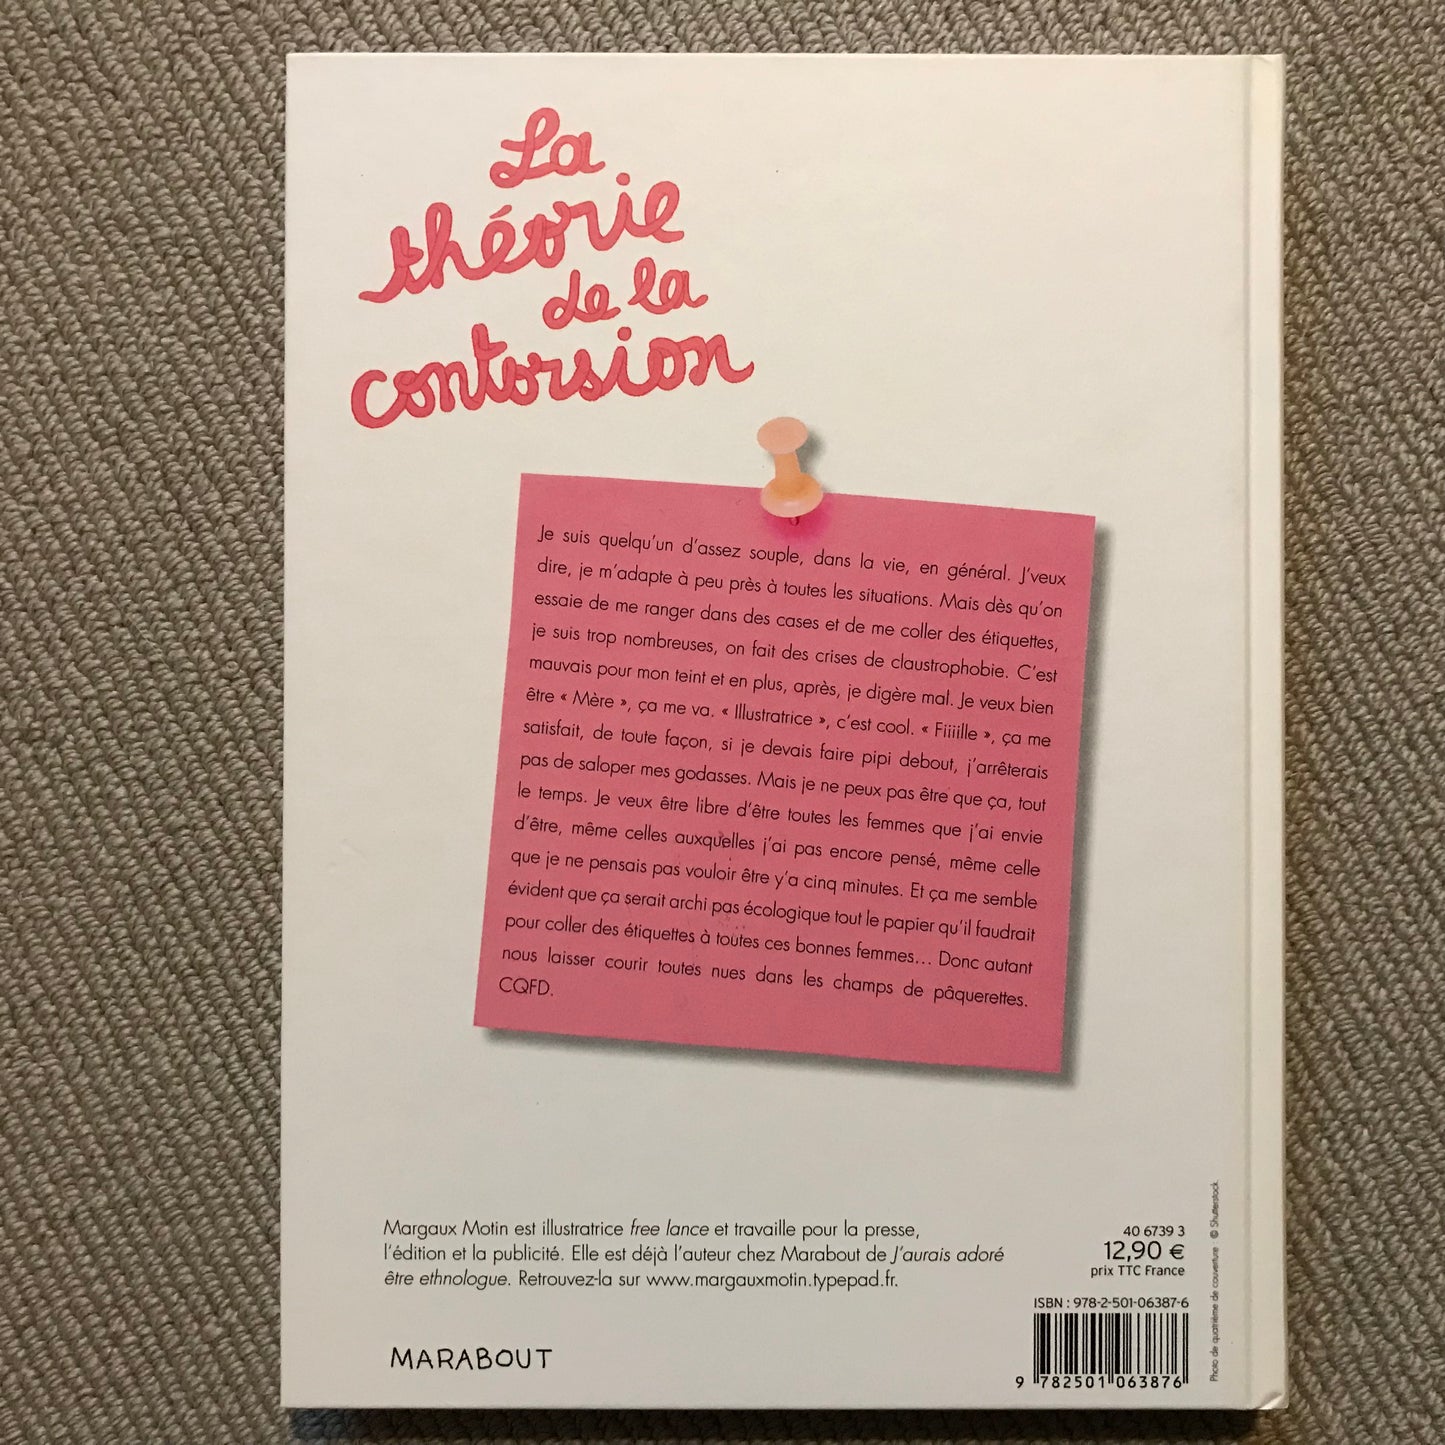 La
théorie
de la
contorsion
Je suis quelqu'un d'assez souple, dans la vie, en général. J'veux
dire, je m'adapte à peu près à toutes les situations. Mais dès qu'on
essaie de me ranger dans des cases et de me coller des étiquettes,
je suis trop nombreuses, on fait des crises de claustrophobie. C'est
mauvais pour mon teint et en plus, après, je digère mal. Je veux bien
être « Mère », ça me va. « Illustratrice », c'est cool. « Fiiiille », ça me
satisfait, de toute façon, si je devais faire pipi debout, j'arrêterais
pas de saloper mes godasses. Mais je ne peux pas être que ça, tout
le temps. Je veux être libre d'être toutes les femmes que j'ai envie
d'être, même celles auxquelles j'ai pas encore pensé, même celle
que je ne pensais pas vouloir être y'a cinq minutes. Et ça me semble
évident que ça serait archi pas écologique tout le papier qu'il faudrait
pour coller des étiquettes à toutes ces bonnes femmes... Donc autant
nous laisser courir toutes nues dans les champs de pâquerettes.
CQFD.
Margaux Motin est illustratrice free lance et travaille pour la presse,
l'édition et la publicité. Elle est déjà l'auteur chez Marabout de J'aurais adoré
être ethnologue. Retrouvez-la sur www.margauxmotin.typepad.fr.
MARABOUT
40 6739 3
12,90 €
prix TTC France
ISBN : 978-2-501-06387-6
9 782501 063876
Photo de quatrième de couverture © Shutterstock.